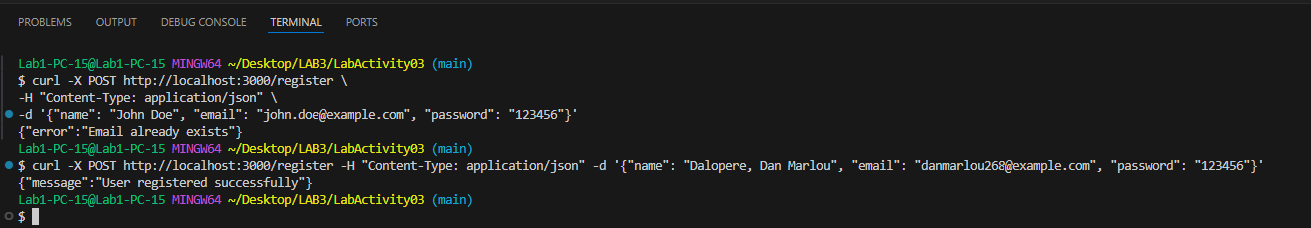 PROBLEMS OUTPUT DEBUG CONSOLE TERMINAL PORTS
Lab1-PC-15@Lab1-PC-15 MINGW64 ~/Desktop/LAB3/LabActivity03 (main)
$ curl -X POST http://localhost:3000/register \
-H "Content-Type: application/json" \
-d '{"name": "John Doe", "email": "john.doe@example.com", "password": "123456"}'
{"error":"Email already exists"}
Lab1-PC-15@Lab1-PC-15 MINGW64 ~/Desktop/LAB3/LabActivity03 (main)
$ curl -X POST http://localhost:3000/register -H "Content-Type: application/json" -d '{"name": "Dalopere, Dan Marlou", "email": "danmarlou268@example.com", "password": "123456"}'
{"message":"User registered successfully"}
Lab1-PC-15@Lab1-PC-15 MINGW64 ~/Desktop/LAB3/LabActivity03 (main)
$